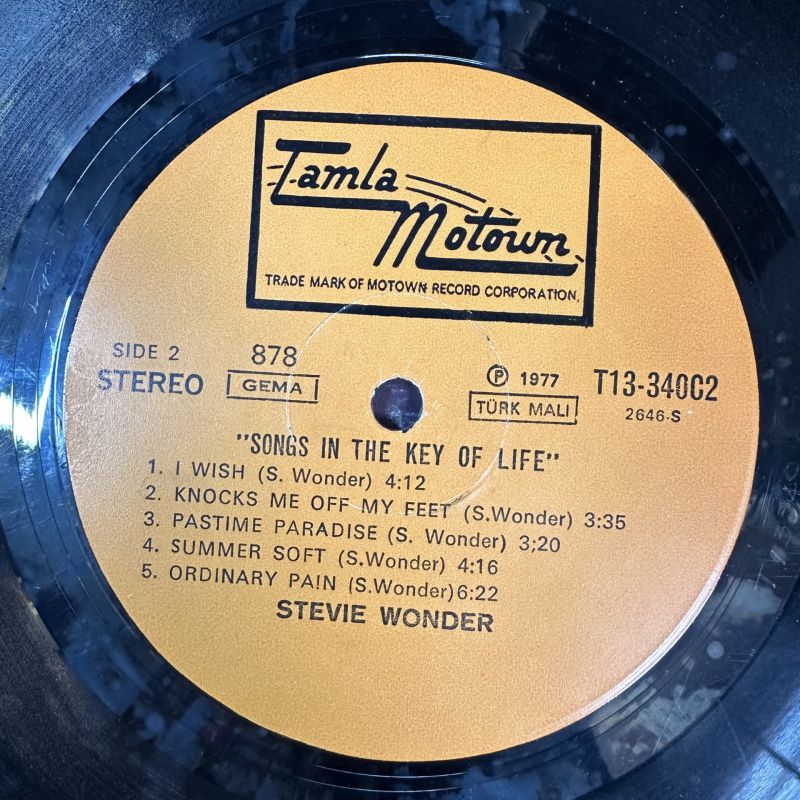 Tamla
Motown
TRADE MARK OF MOTOWN RECORD CORPORATION.
SIDE 2 878
STEREO GEMA
℗ 1977 T13-340C2
TÜRK MALI 2646-S
"SONGS IN THE KEY OF LIFE"
1. I WISH (S. Wonder) 4:12
2. KNOCKS ME OFF MY FEET (S.Wonder) 3:35
3. PASTIME PARADISE (S. Wonder) 3;20
4. SUMMER SOFT (S.Wonder) 4:16
5. ORDINARY PAIN (S.Wonder)6:22
STEVIE WONDER